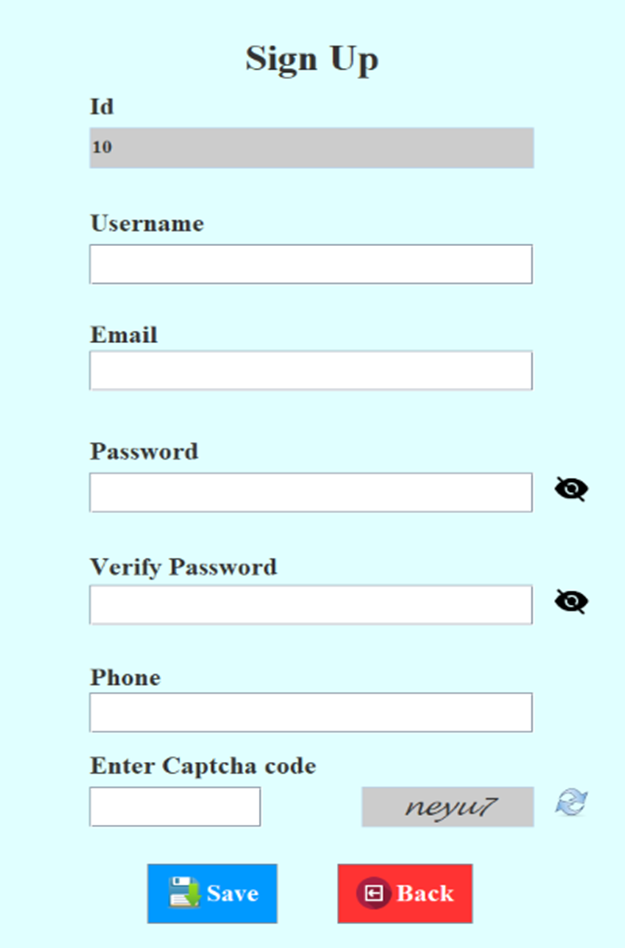 Sign Up
Id
10
Username
Email
Password
Verify Password
Phone
Enter Captcha code
neyu7
Save
Back